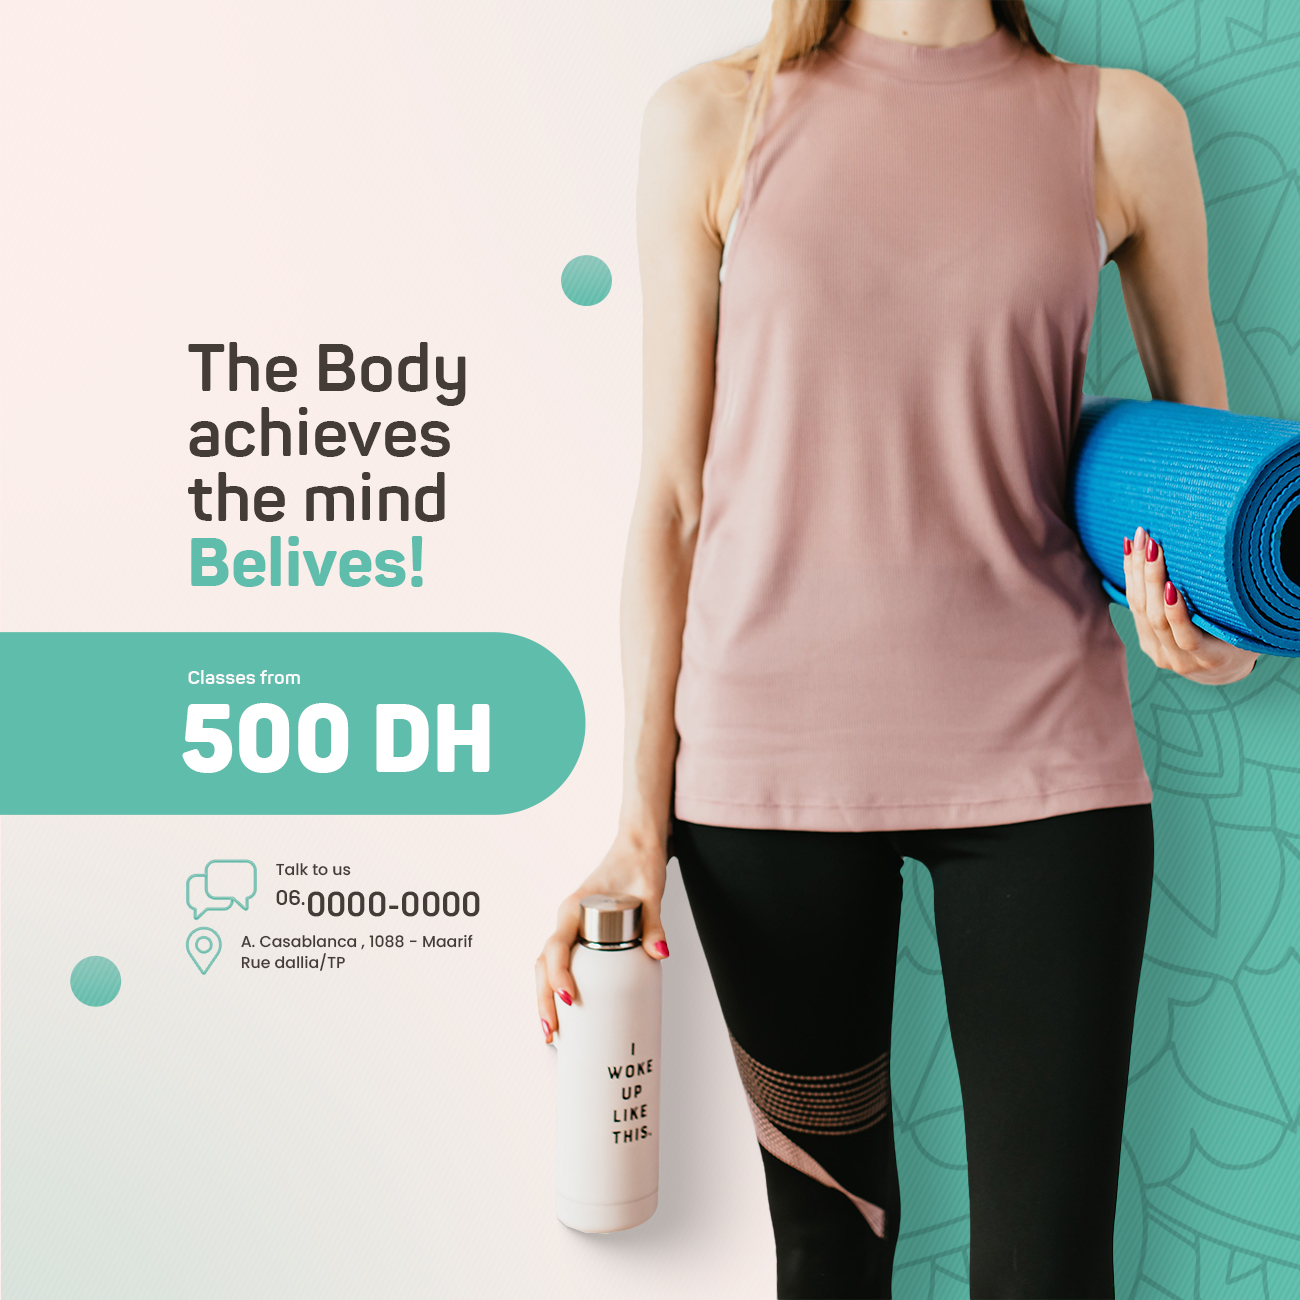 The Body
achieves
the mind
Belives!
Classes from
500 DH
Talk to us
06.0000-0000
A. Casablanca , 1088 - Maarif
Rue dallia/TP
I
WOKE
UP
LIKE
THIS.